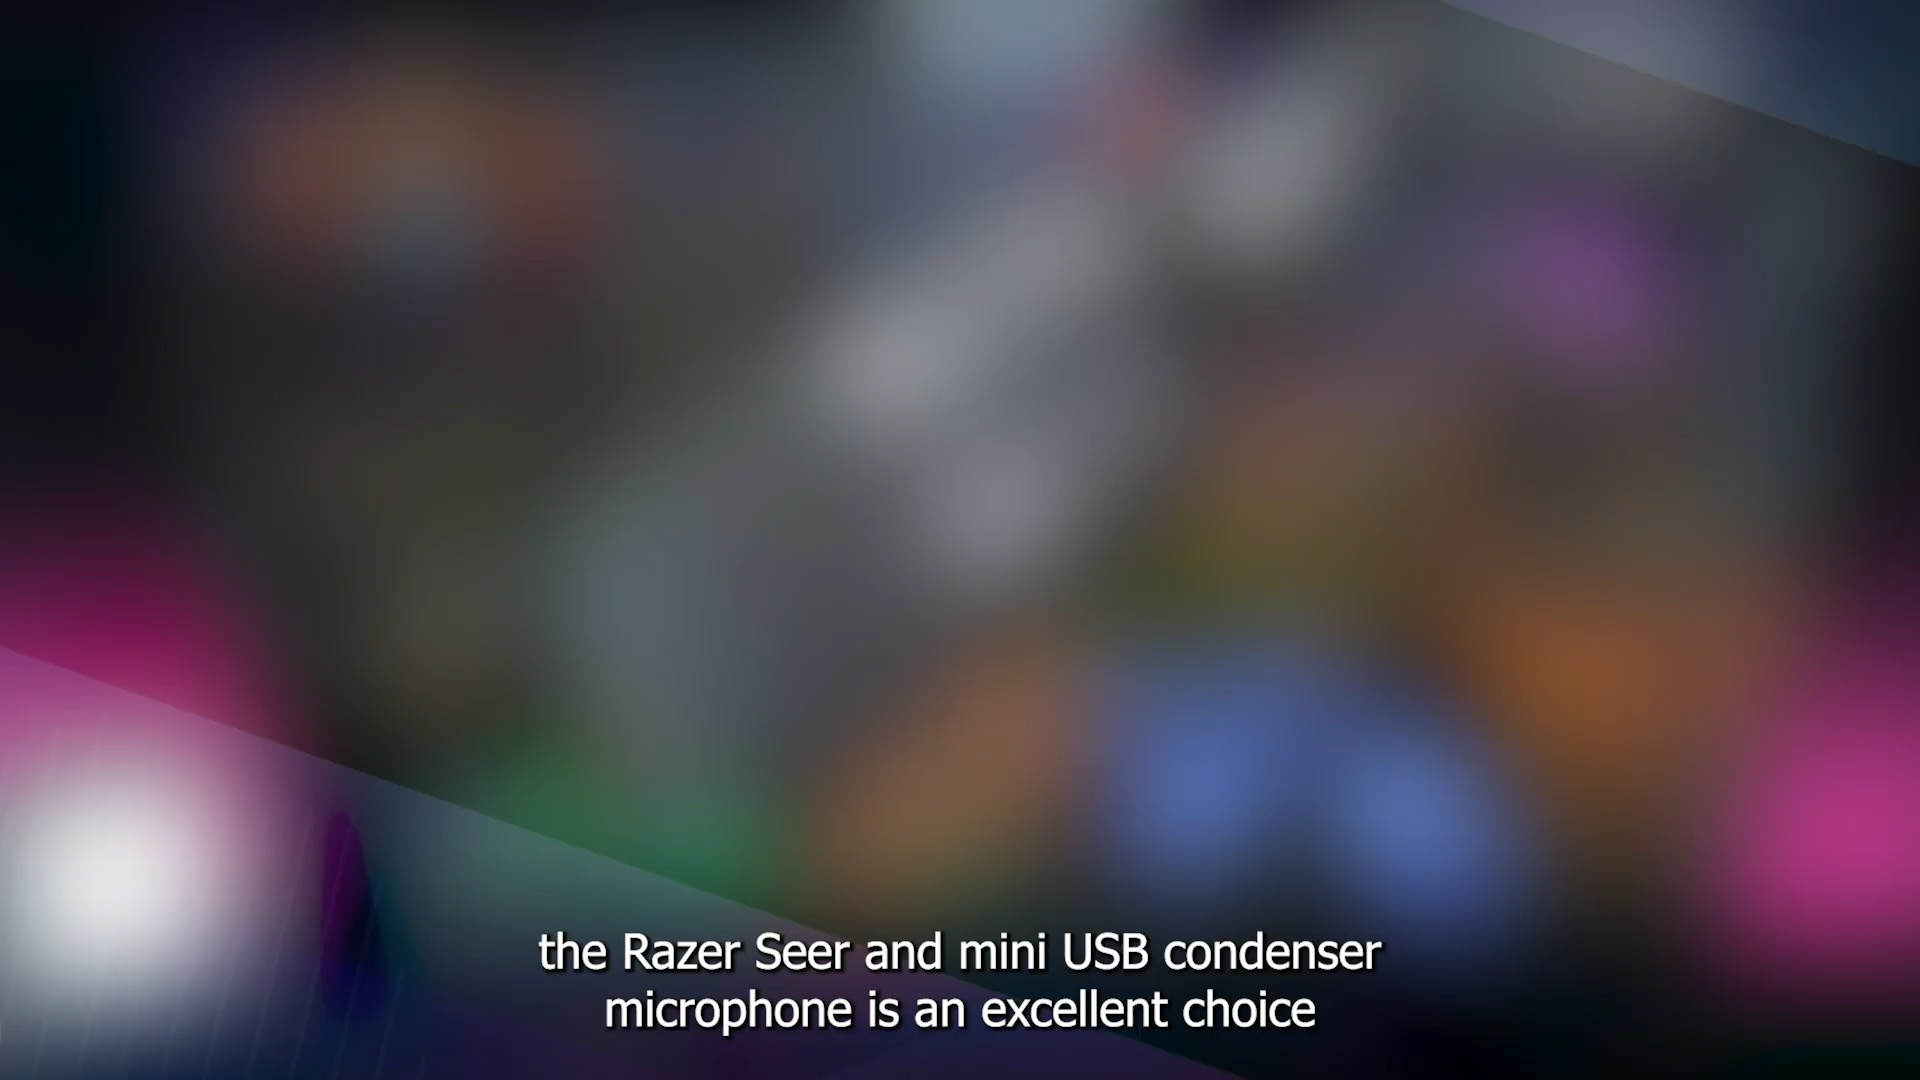 the Razer Seer and mini USB condenser
microphone is an excellent choice